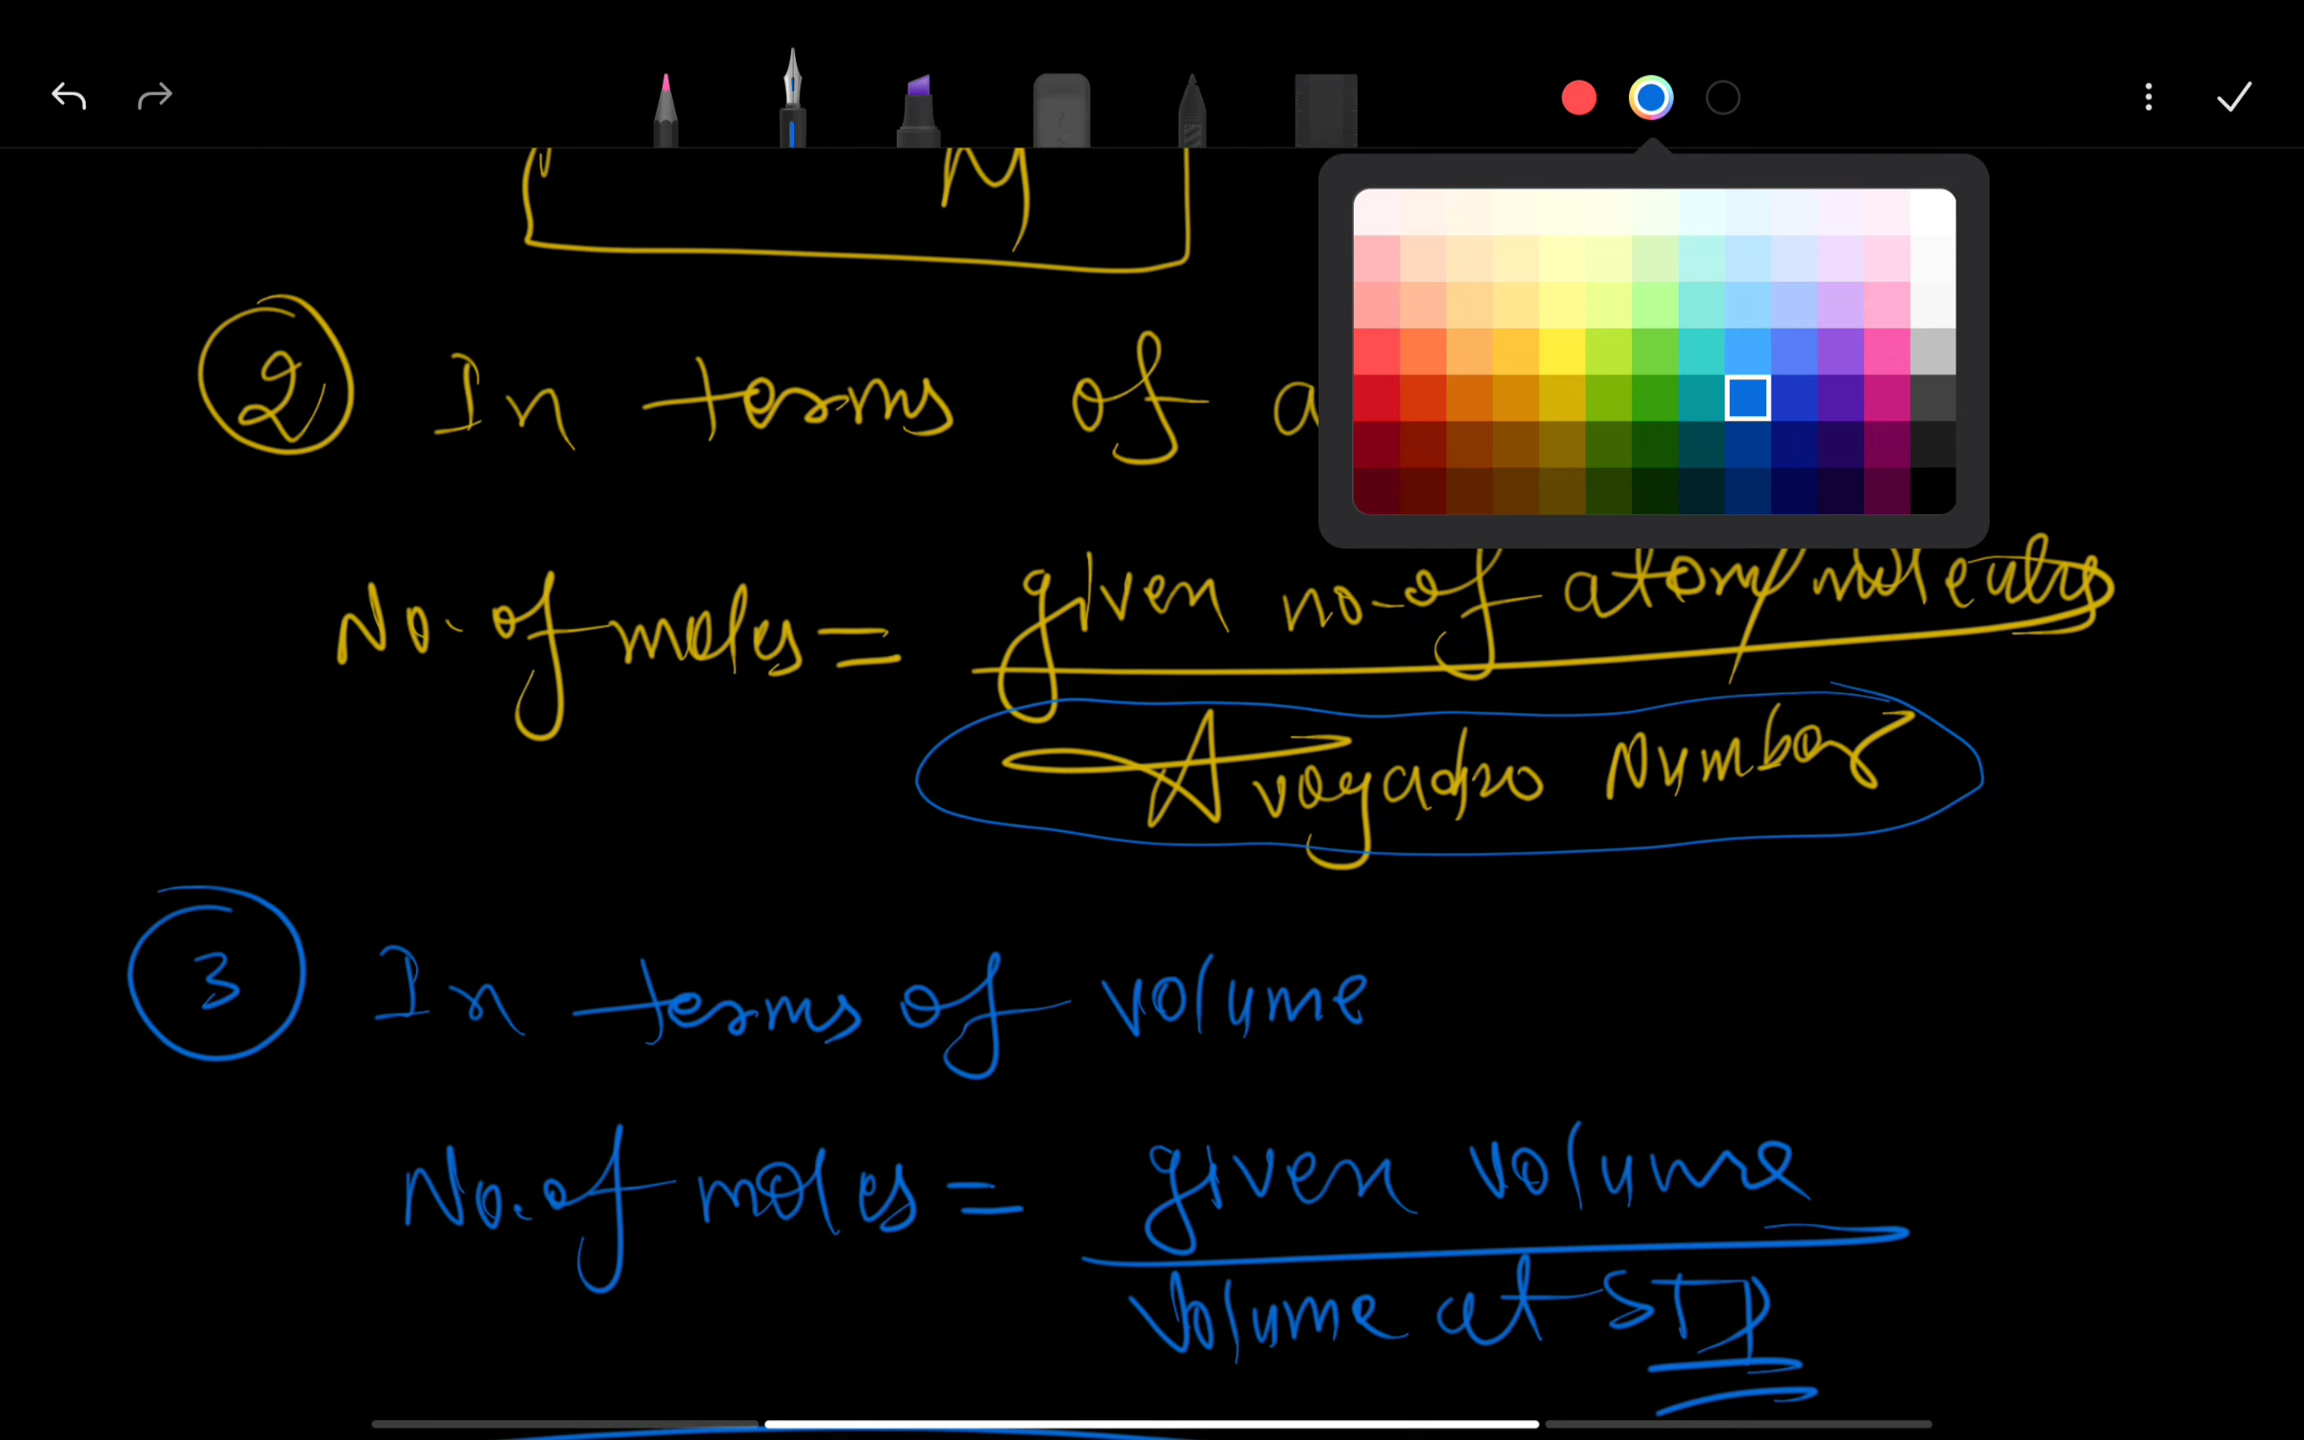 M
2 In terms of a
No. of moles = given no. of atom/molecules
Avogadro Number
3 In terms of volume
No. of moles = given volume
Volume at STP